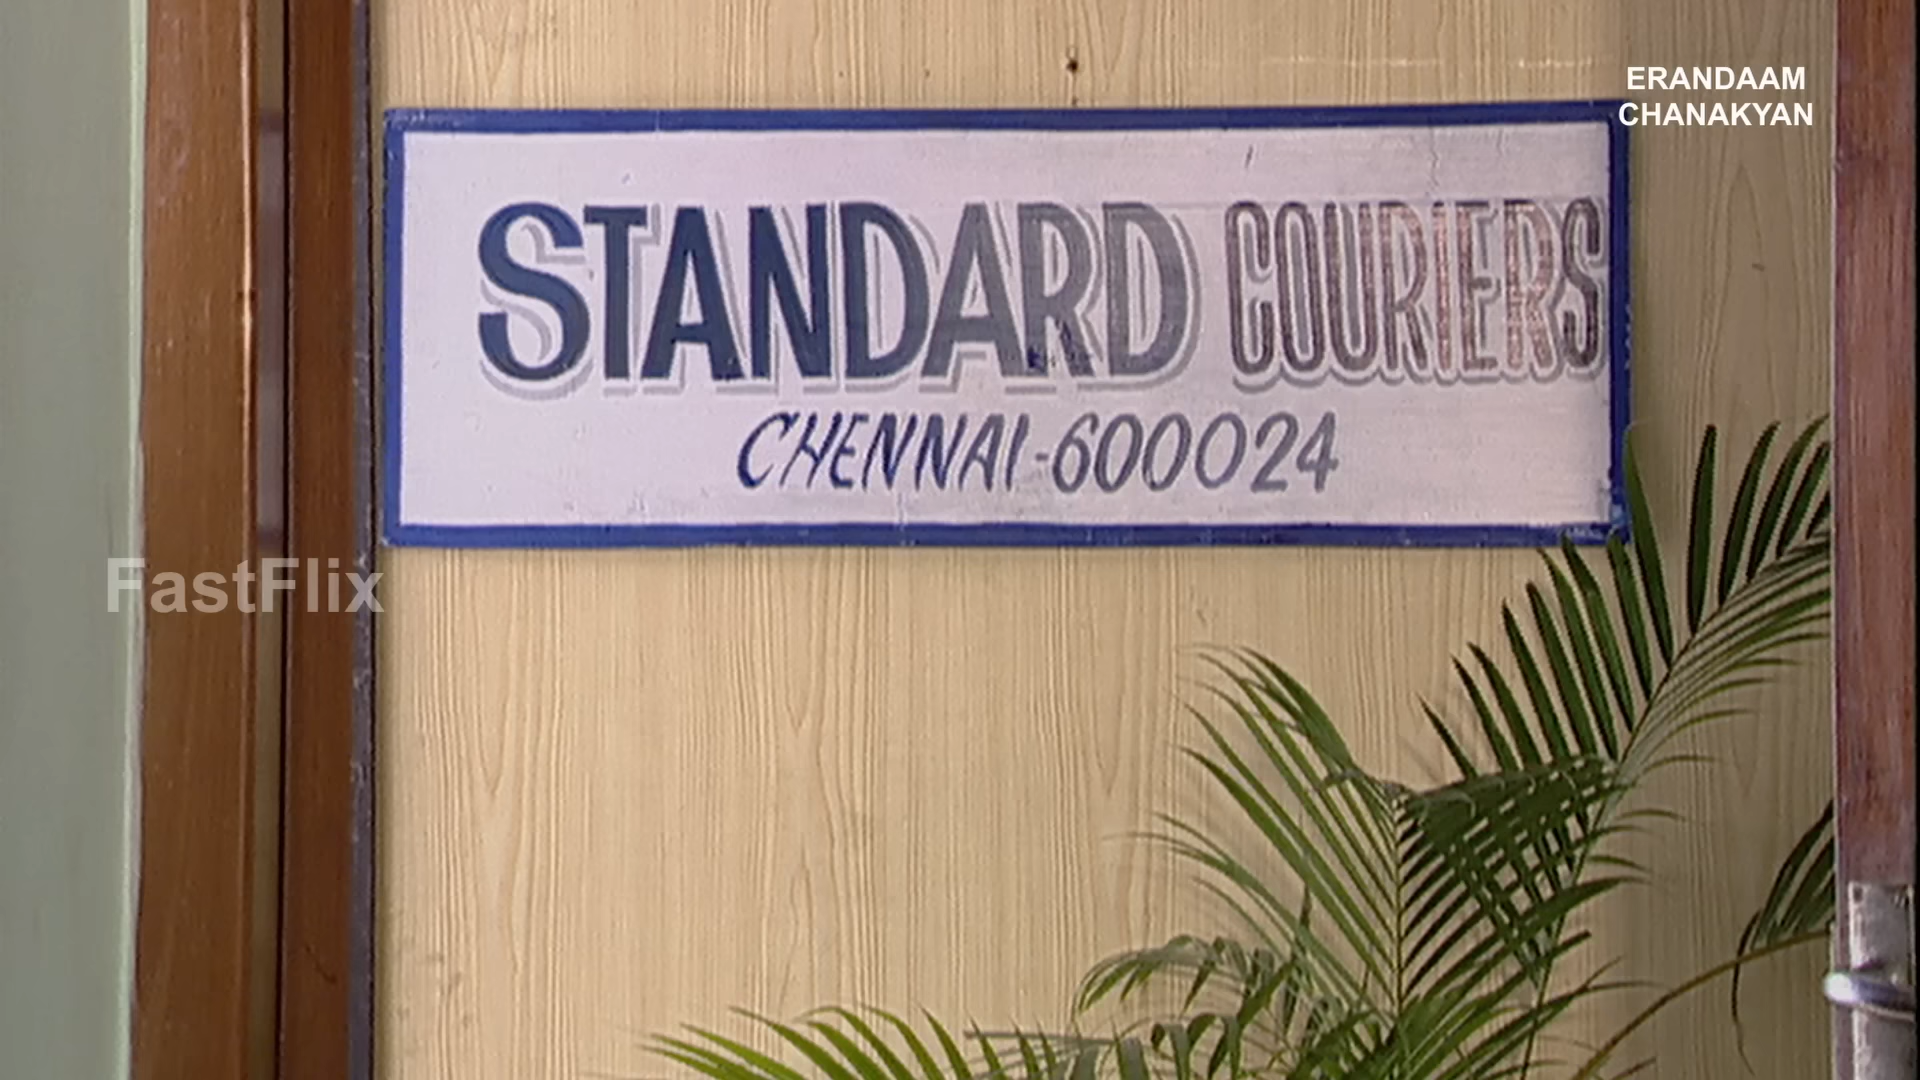 ERANDAAM
CHANAKYAN
STANDARD COURIERS
CHENNAI-600024
FastFlix